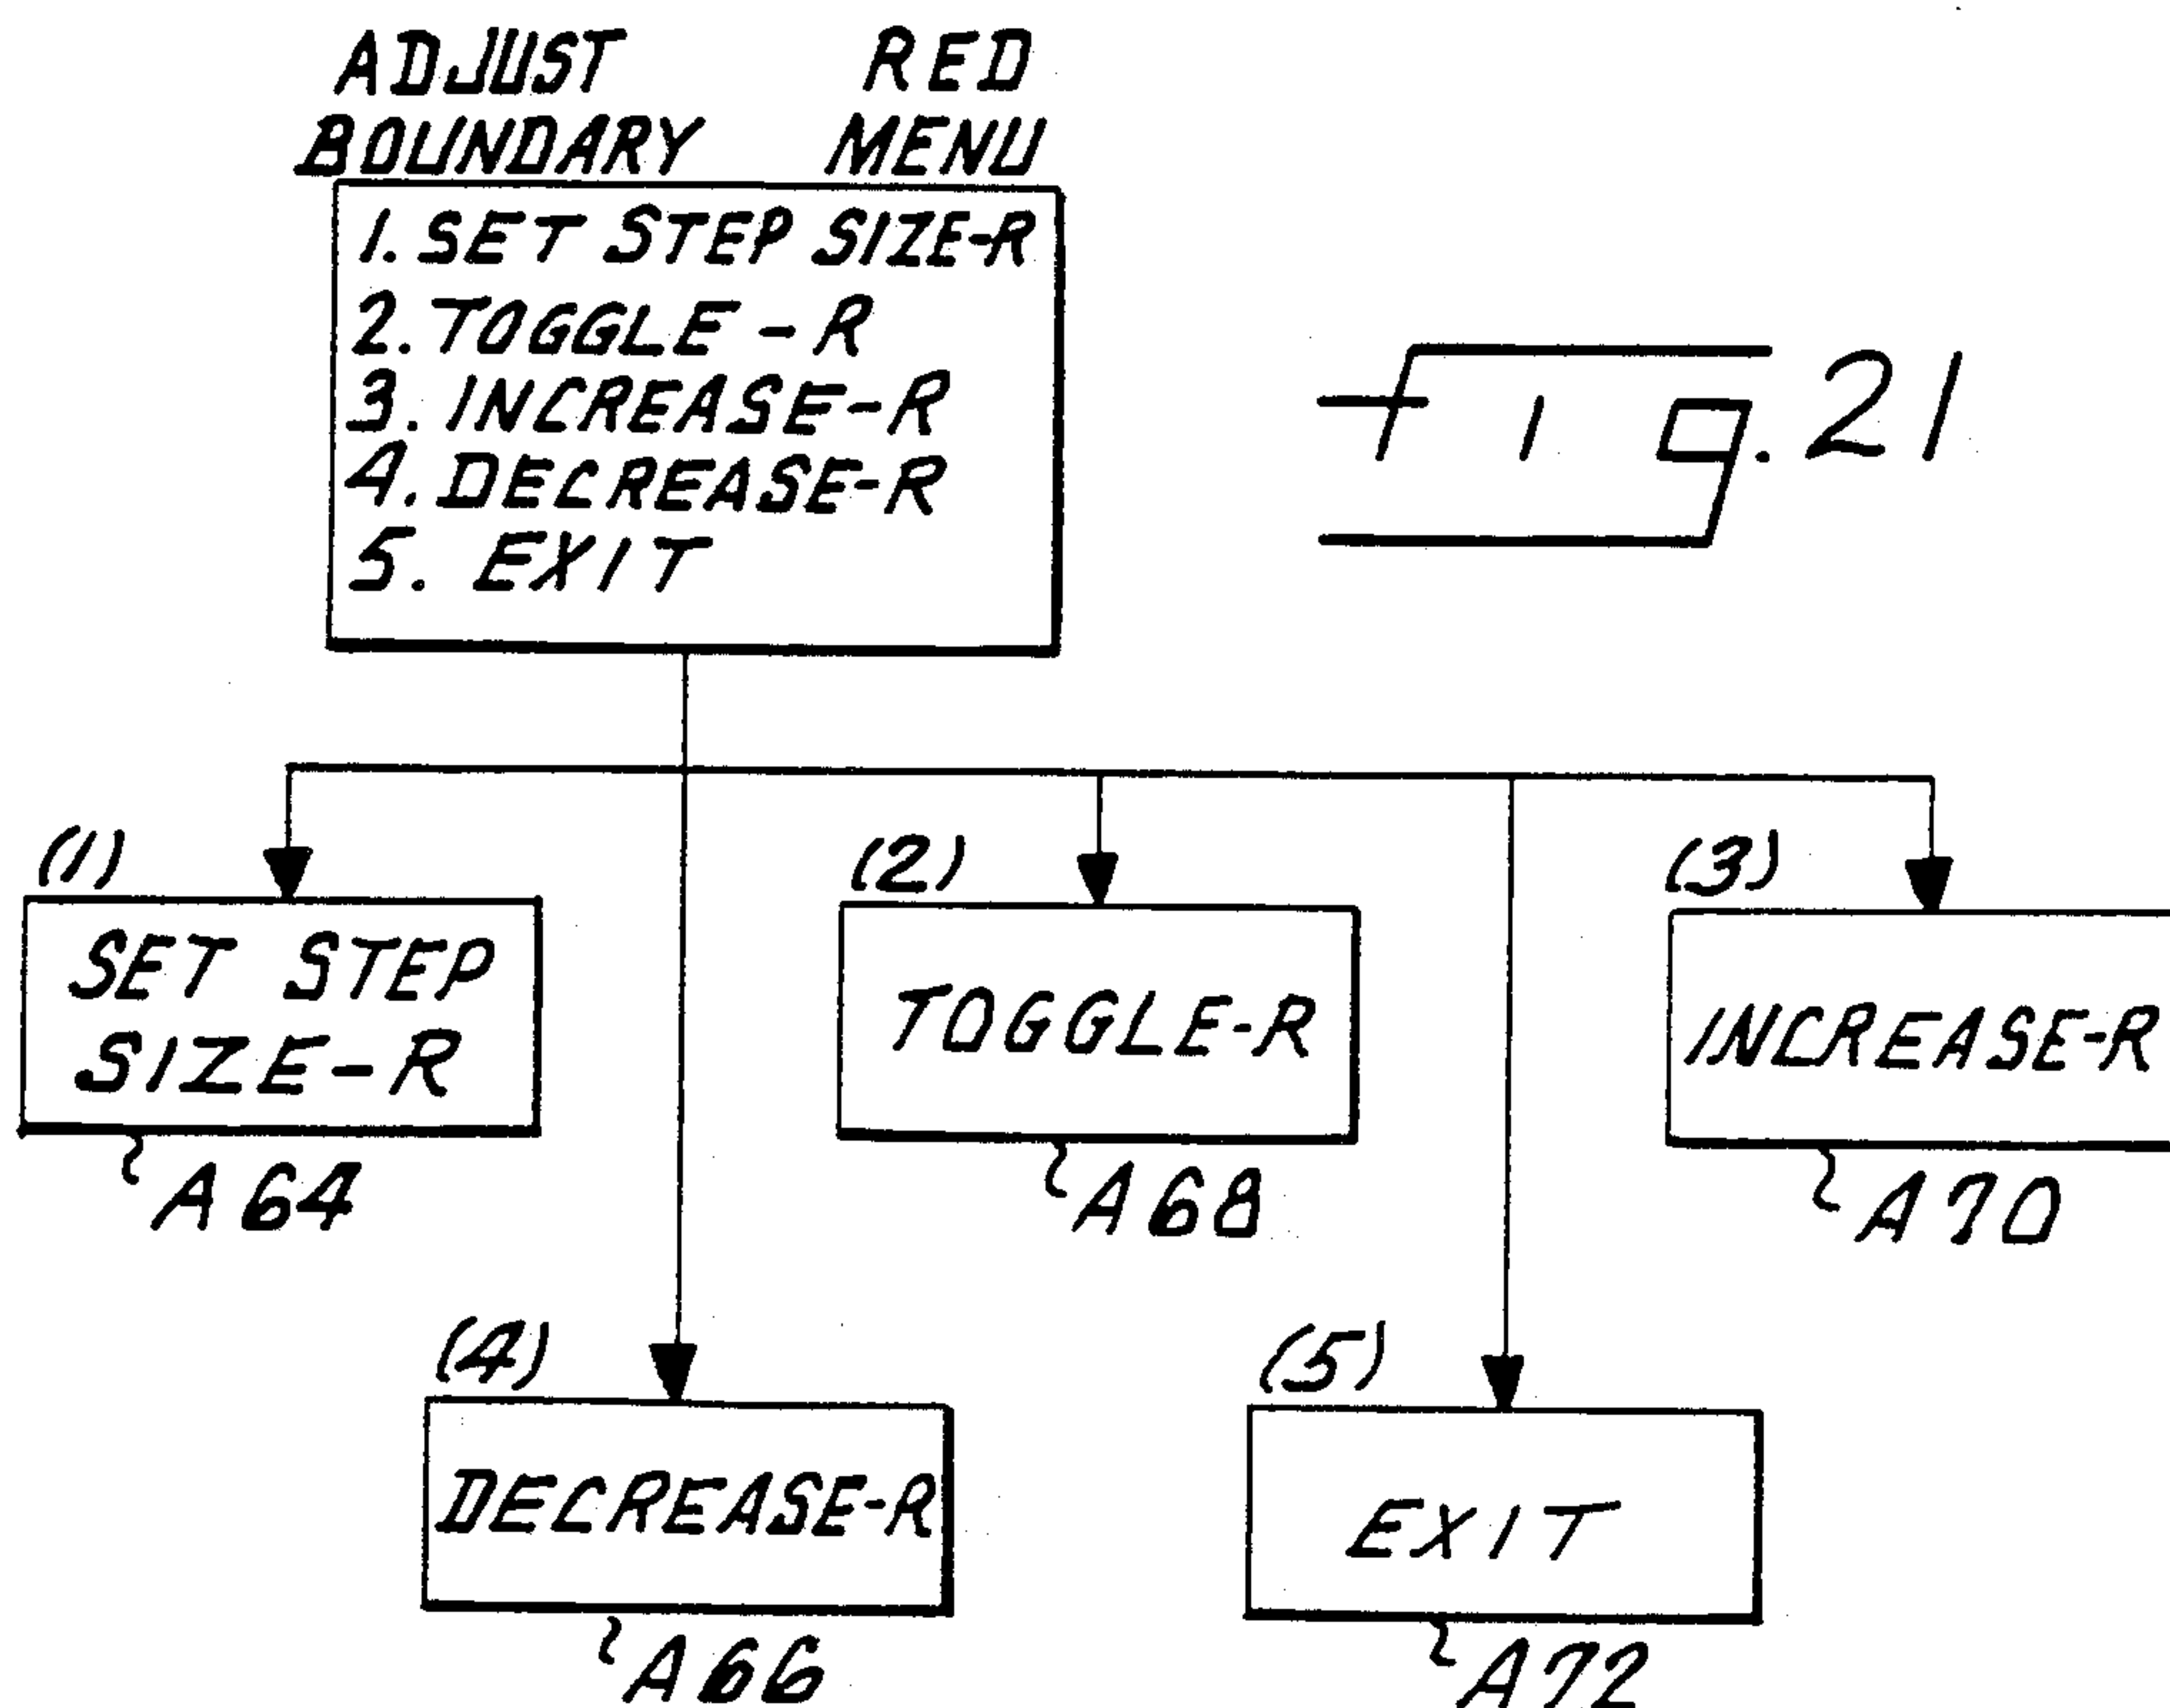 ADJUST RED
BOUNDARY MENU
1. SET STEP SIZE-R
2. TOGGLE - R
3. INCREASE-R
4. DECREASE-R
5. EXIT
Fig. 21
(1)
SET STEP
SIZE-R
A64
(2)
TOGGLE-R
A68
(3)
INCREASE-R
A70
(4)
DECREASE-R
A66
(5)
EXIT
A72